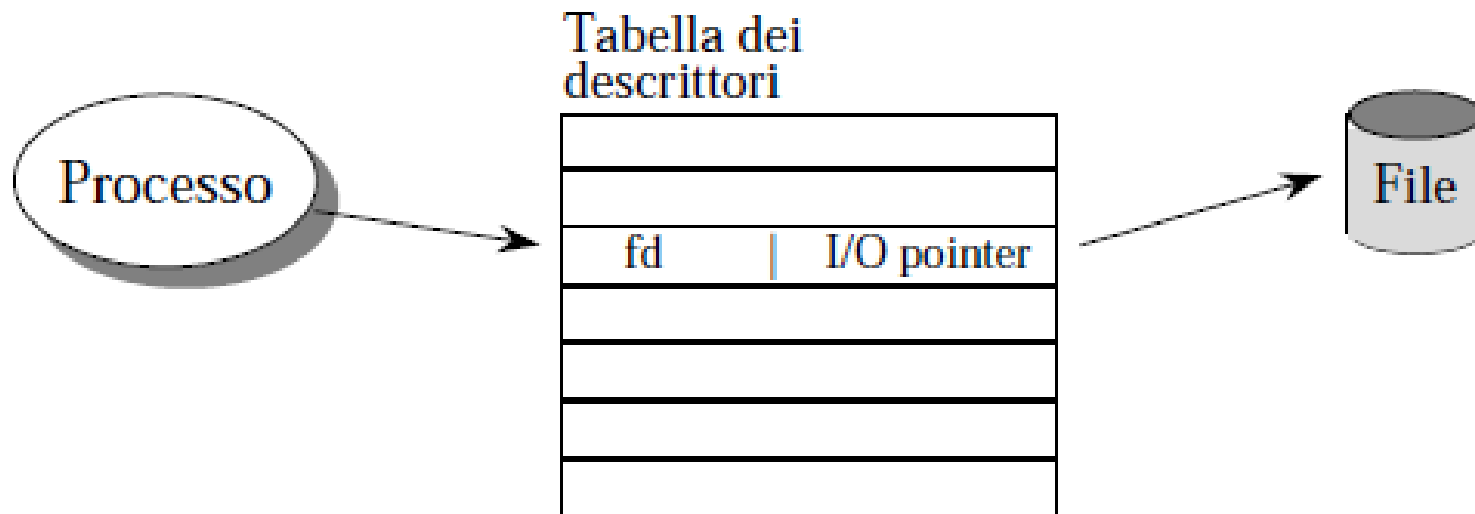 Tabella dei
descrittori
Processo
fd | I/O pointer
File